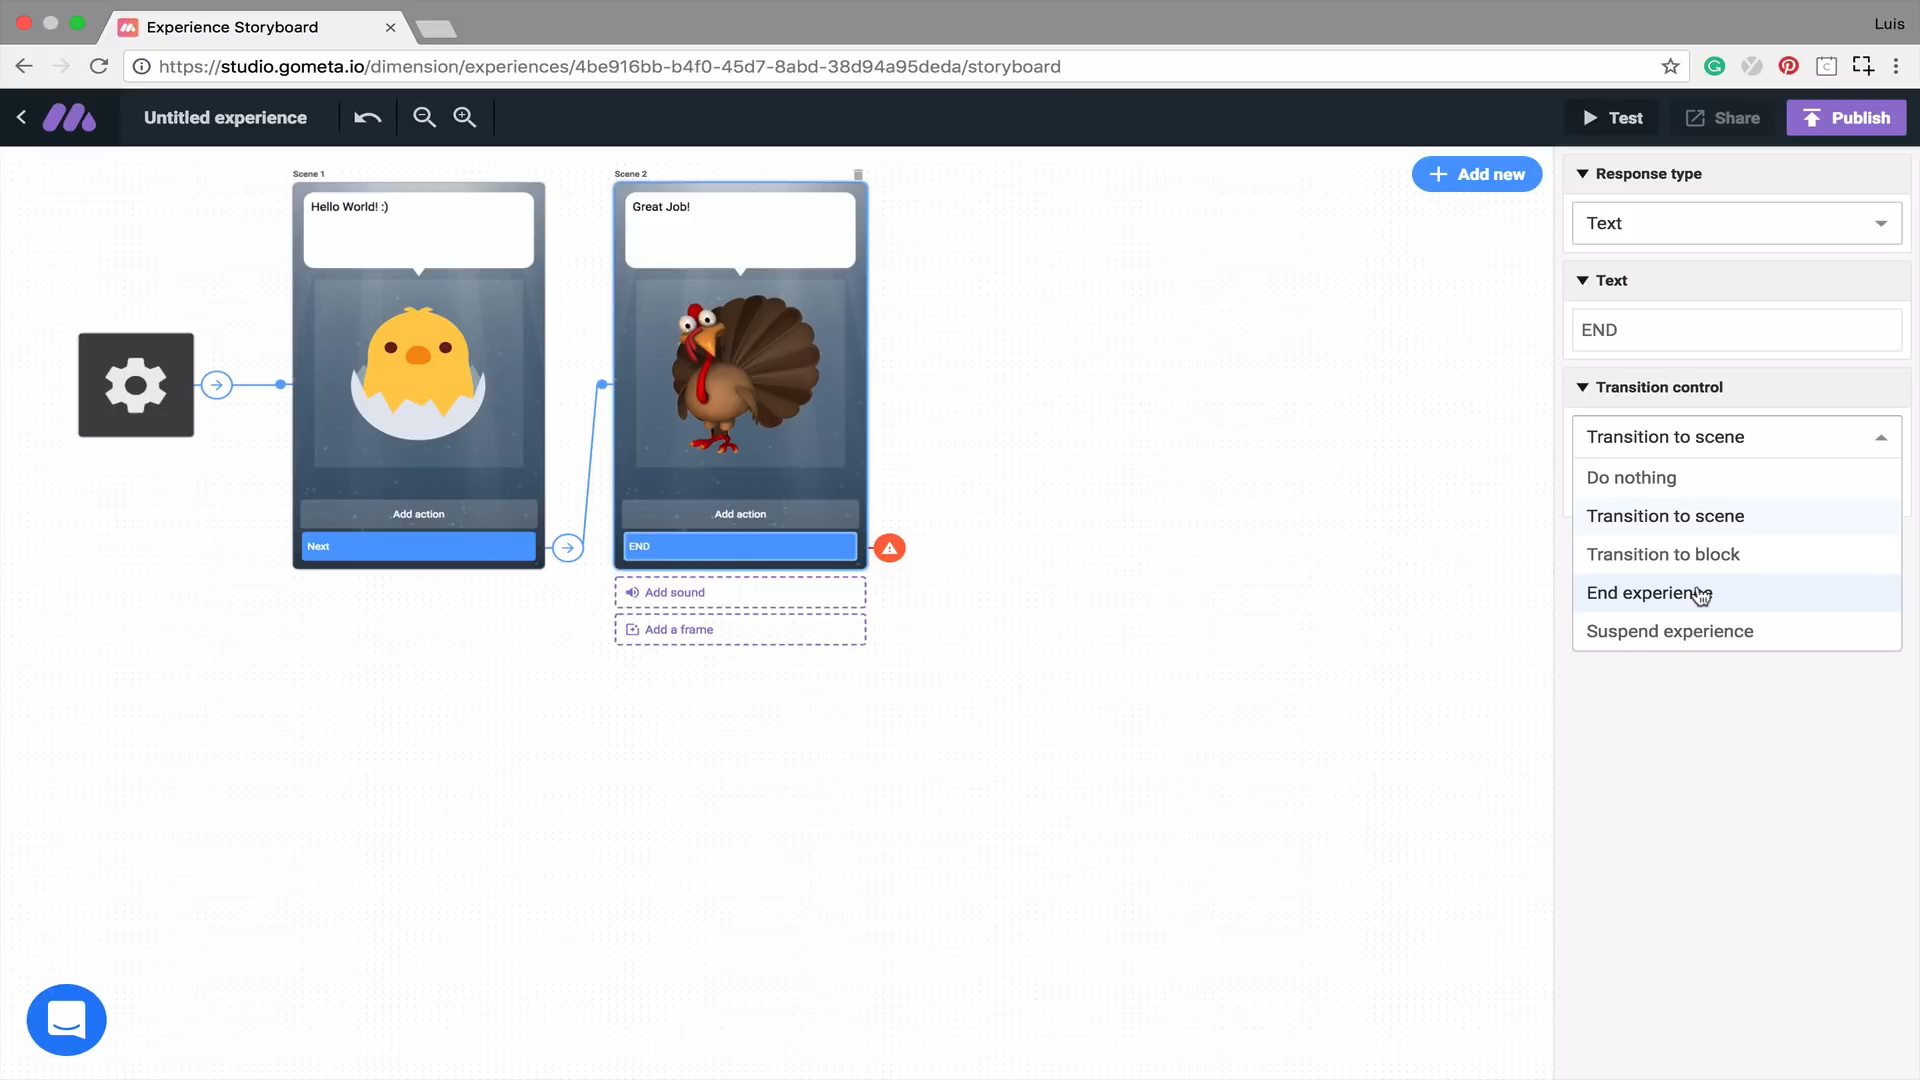 Experience Storyboard
Luis
https://studio.gometa.io/dimension/experiences/4be916bb-b4f0-45d7-8abd-38d94a95deda/storyboard
Untitled experience
Test
Share
Publish
Scene 1
Hello World! :)
Add action
Next
Scene 2
Great Job!
Add action
END
Add sound
Add a frame
Add new
Response type
Text
Text
END
Transition control
Transition to scene
Do nothing
Transition to scene
Transition to block
End experience
Suspend experience